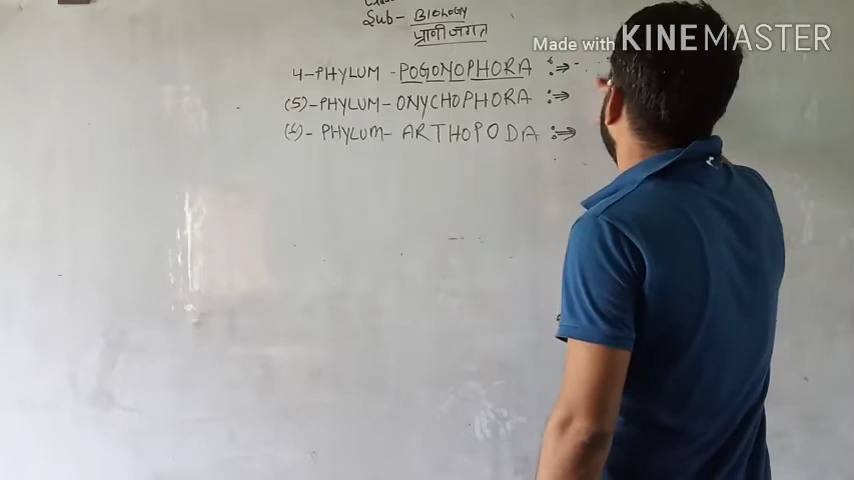 Sub- BIOLOGY
प्राणीजगत
Made with KINEMASTER
4-PHYLUM -POGONOPHORA :⇒
(5)-PHYLUM-ONYCHOPHORA :⇒
(6)- PHYLUM- ARTHOPODA :⇒